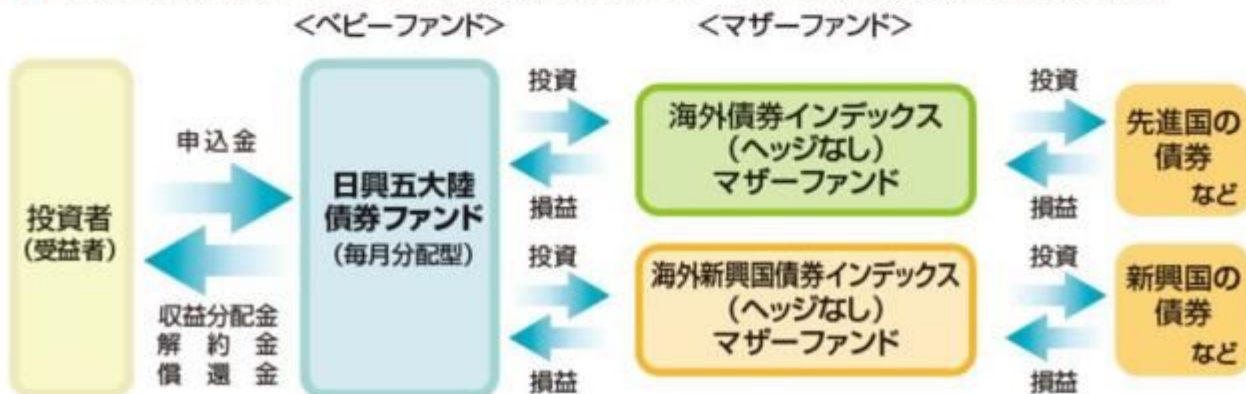 <ベビーファンド>
<マザーファンド>
投資者
(受益者)
申込金
収益分配金
解約金
償還金
日興五大陸
債券ファンド
(毎月分配型)
投資
損益
海外債券インデックス
(ヘッジなし)
マザーファンド
投資
損益
先進国の
債券
など
投資
損益
海外新興国債券インデックス
(ヘッジなし)
マザーファンド
投資
損益
新興国の
債券
など